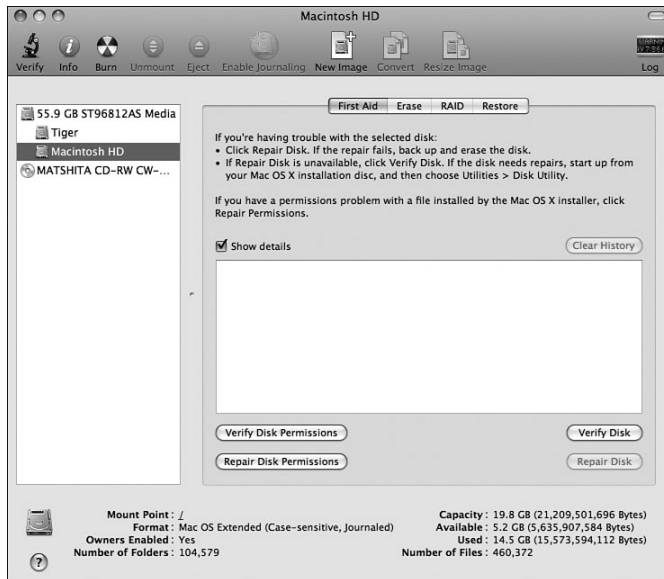 Macintosh HD
Verify Info Burn Unmount Eject Enable Journaling New Image Convert Resize Image Log
55.9 GB ST96812AS Media
Tiger
Macintosh HD
MATSHITA CD-RW CW-...
First Aid Erase RAID Restore
If you're having trouble with the selected disk:
• Click Repair Disk. If the repair fails, back up and erase the disk.
• If Repair Disk is unavailable, click Verify Disk. If the disk needs repairs, start up from
your Mac OS X installation disc, and then choose Utilities > Disk Utility.
If you have a permissions problem with a file installed by the Mac OS X installer, click
Repair Permissions.
Show details
Clear History
Verify Disk Permissions
Verify Disk
Repair Disk Permissions
Repair Disk
Mount Point : /
Format : Mac OS Extended (Case-sensitive, Journaled)
Owners Enabled : Yes
Number of Folders : 104,579
Capacity : 19.8 GB (21,209,501,696 Bytes)
Available : 5.2 GB (5,635,907,584 Bytes)
Used : 14.5 GB (15,573,594,112 Bytes)
Number of Files : 460,372
?